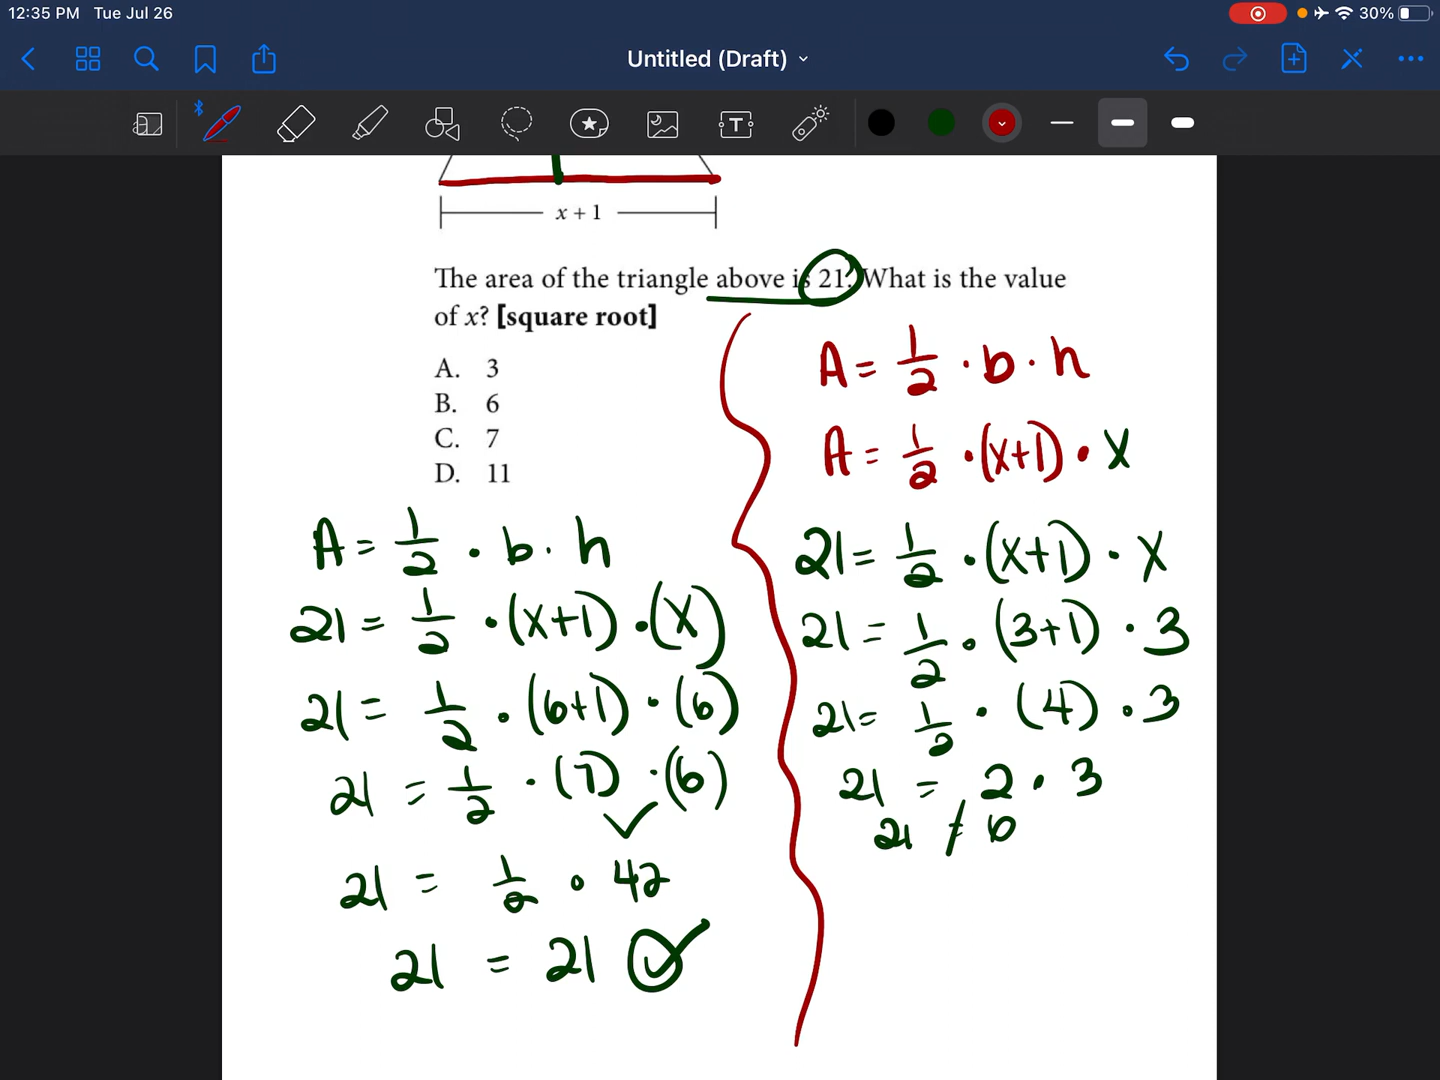 12:35 PM Tue Jul 26
30%
Untitled (Draft)
T
x + 1
The area of the triangle above is 21. What is the value
of x? [square root]
A. 3
B. 6
C. 7
D. 11
A = 1/2 · b · h
21 = 1/2 · (x+1) · (x)
21 = 1/2 · (6+1) · (6)
21 = 1/2 · (7) · (6)
21 = 1/2 · 42
21 = 21
A = 1/2 · b · h
A = 1/2 · (x+1) · x
21 = 1/2 · (x+1) · x
21 = 1/2 · (3+1) · 3
21 = 1/2 · (4) · 3
21 = 2 · 3
21 ≠ 6